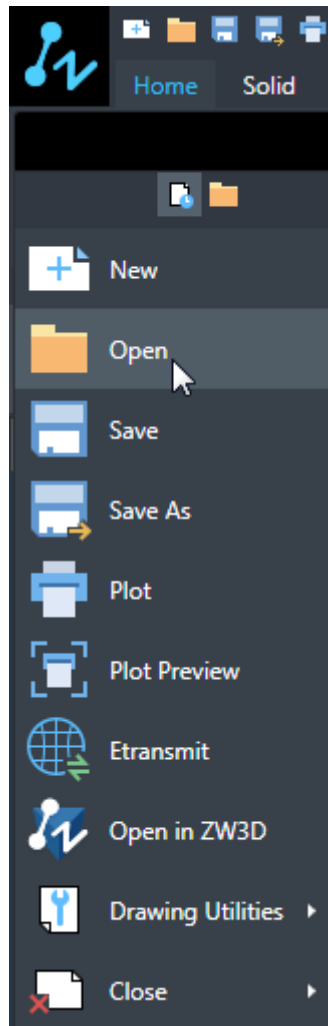 Home Solid
New
Open
Save
Save As
Plot
Plot Preview
Etransmit
Open in ZW3D
Drawing Utilities
Close